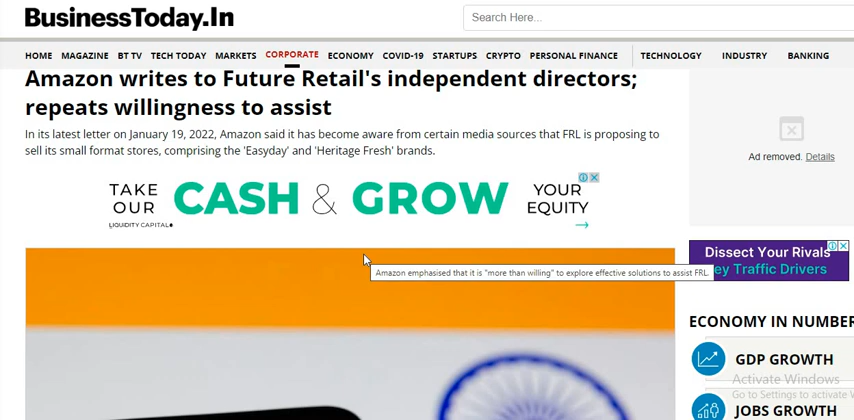 BusinessToday.In
Search Here...
HOME MAGAZINE BT TV TECH TODAY MARKETS CORPORATE ECONOMY COVID-19 STARTUPS CRYPTO PERSONAL FINANCE TECHNOLOGY INDUSTRY BANKING
Amazon writes to Future Retail's independent directors;
repeats willingness to assist
In its latest letter on January 19, 2022, Amazon said it has become aware from certain media sources that FRL is proposing to
sell its small format stores, comprising the 'Easyday' and 'Heritage Fresh' brands.
TAKE OUR CASH & GROW YOUR EQUITY
LIQUIDITY CAPITAL
Amazon emphasised that it is "more than willing" to explore effective solutions to assist FRL.
Ad removed. Details
Dissect Your Rivals
ey Traffic Drivers
ECONOMY IN NUMBER
GDP GROWTH
Activate Windows
Go to Settings to activate W
JOBS GROWTH